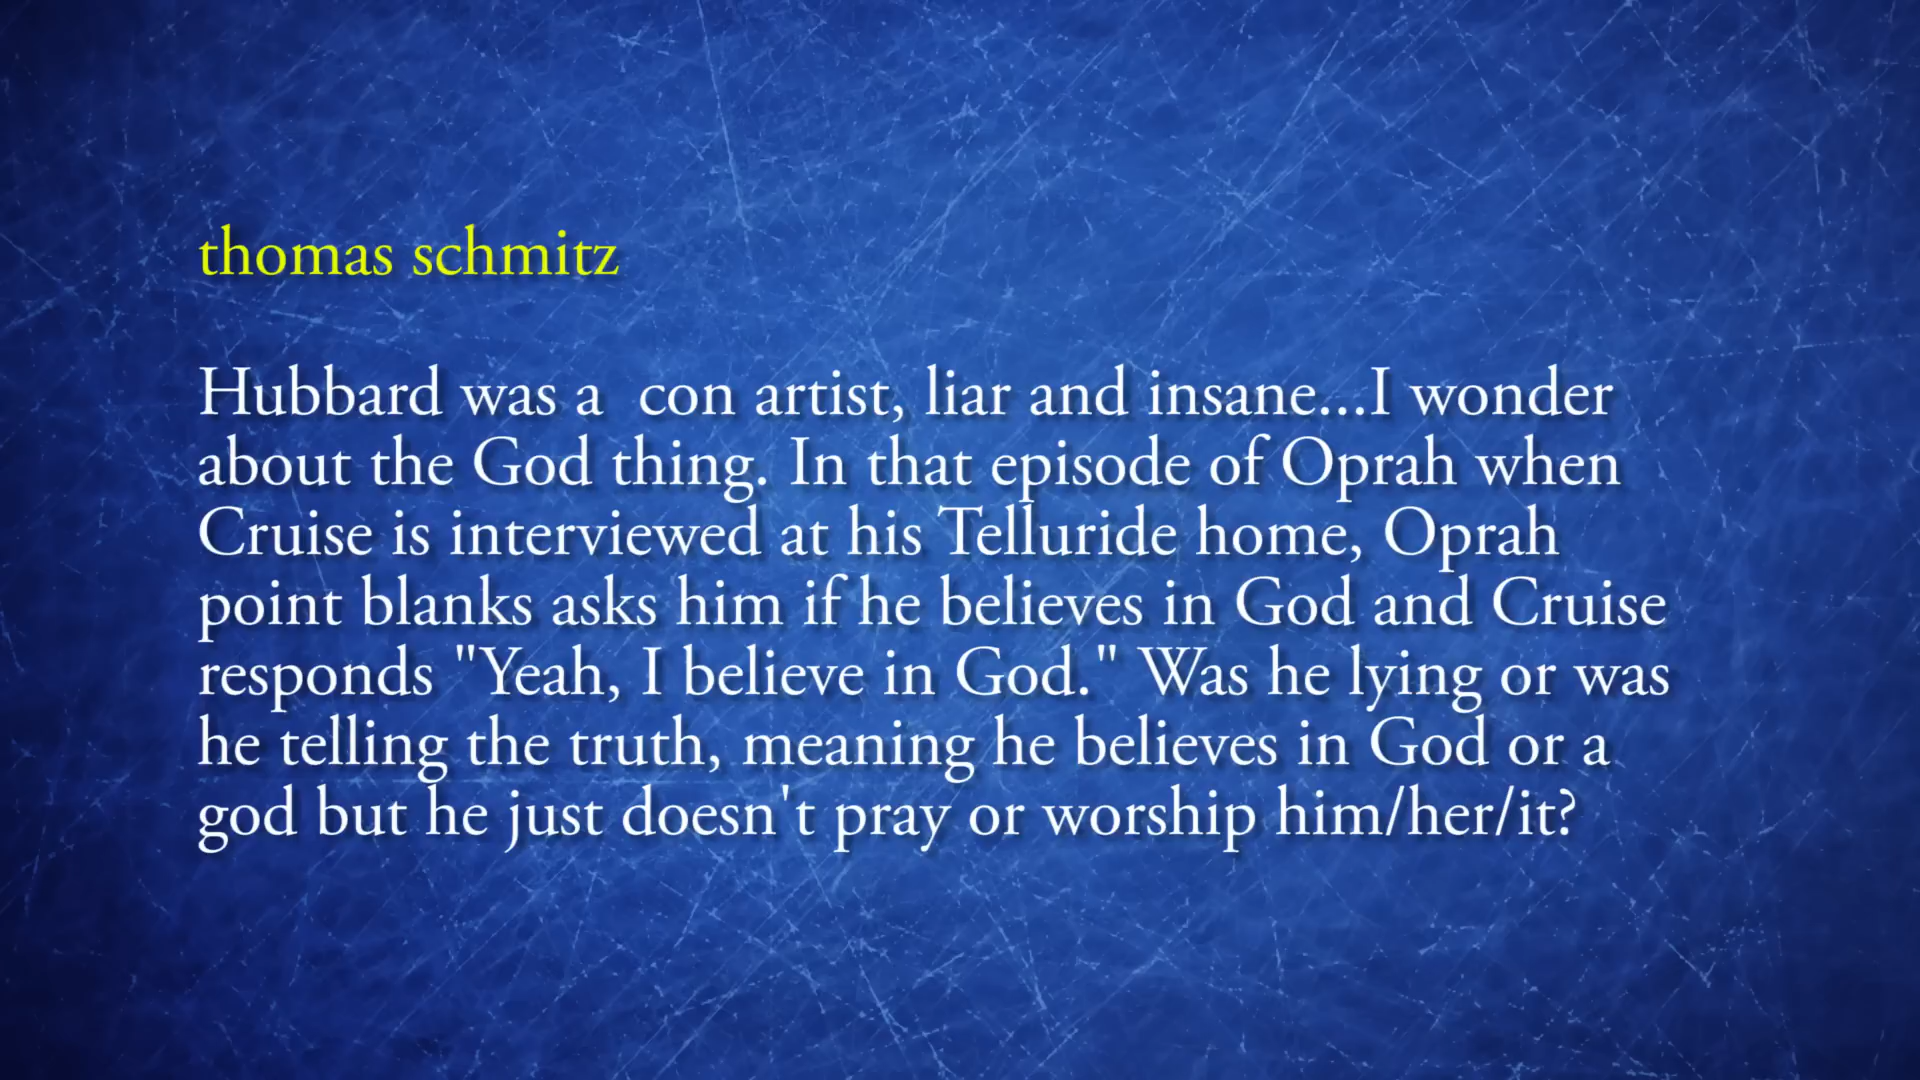 thomas schmitz
Hubbard was a  con artist, liar and insane...I wonder
about the God thing. In that episode of Oprah when
Cruise is interviewed at his Telluride home, Oprah
point blanks asks him if he believes in God and Cruise
responds "Yeah, I believe in God." Was he lying or was
he telling the truth, meaning he believes in God or a
god but he just doesn't pray or worship him/her/it?